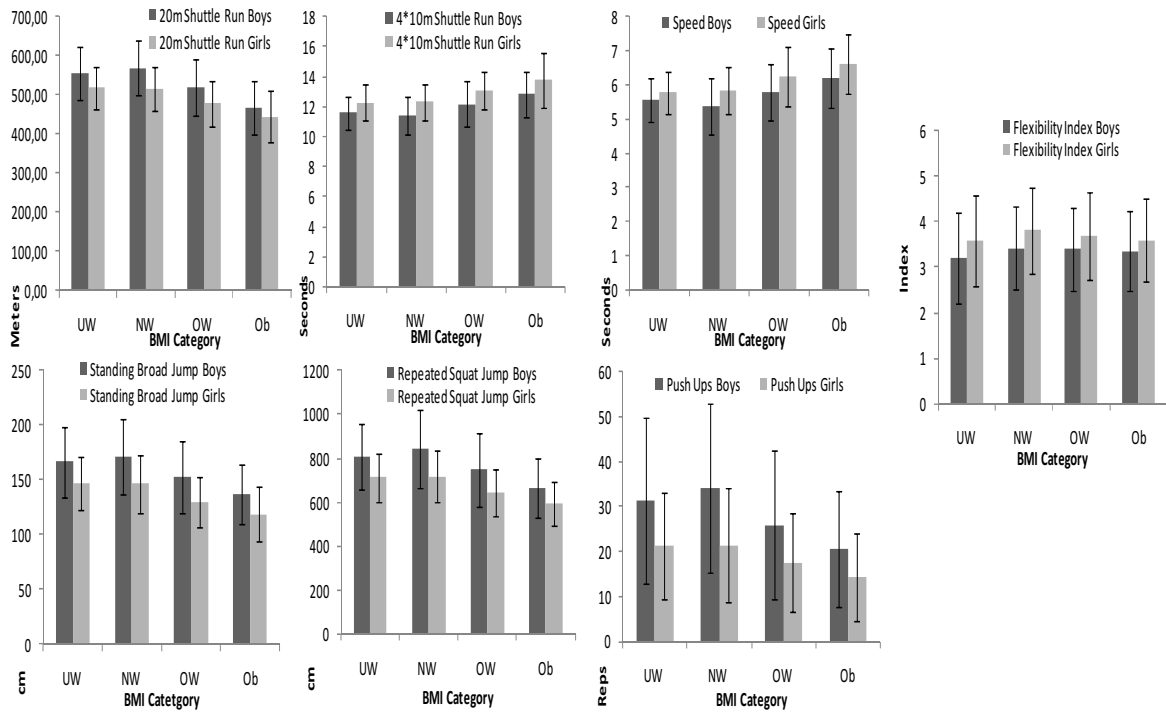 700,00
600,00
500,00
400,00
300,00
200,00
100,00
0,00
Meters
20m Shuttle Run Boys
20m Shuttle Run Girls
UW NW OW Ob
BMI Category
18
16
14
12
10
8
6
4
2
0
Seconds
4*10m Shuttle Run Boys
4*10m Shuttle Run Girls
UW NW OW Ob
BMI Category
8
7
6
5
4
3
2
1
0
Seconds
Speed Boys Speed Girls
UW NW OW Ob
BMI Category
6
5
4
3
2
1
0
Index
Flexibility Index Boys
Flexibility Index Girls
UW NW OW Ob
BMI Category
250
200
150
100
50
0
cm
Standing Broad Jump Boys
Standing Broad Jump Girls
UW NW OW Ob
BMI Catetgory
1200
1000
800
600
400
200
0
cm
Repeated Squat Jump Boys
Repeated Squat Jump Girls
UW NW OW Ob
BMI Category
60
50
40
30
20
10
0
Reps
Push Ups Boys Push Ups Girls
UW NW OW Ob
BMI Category